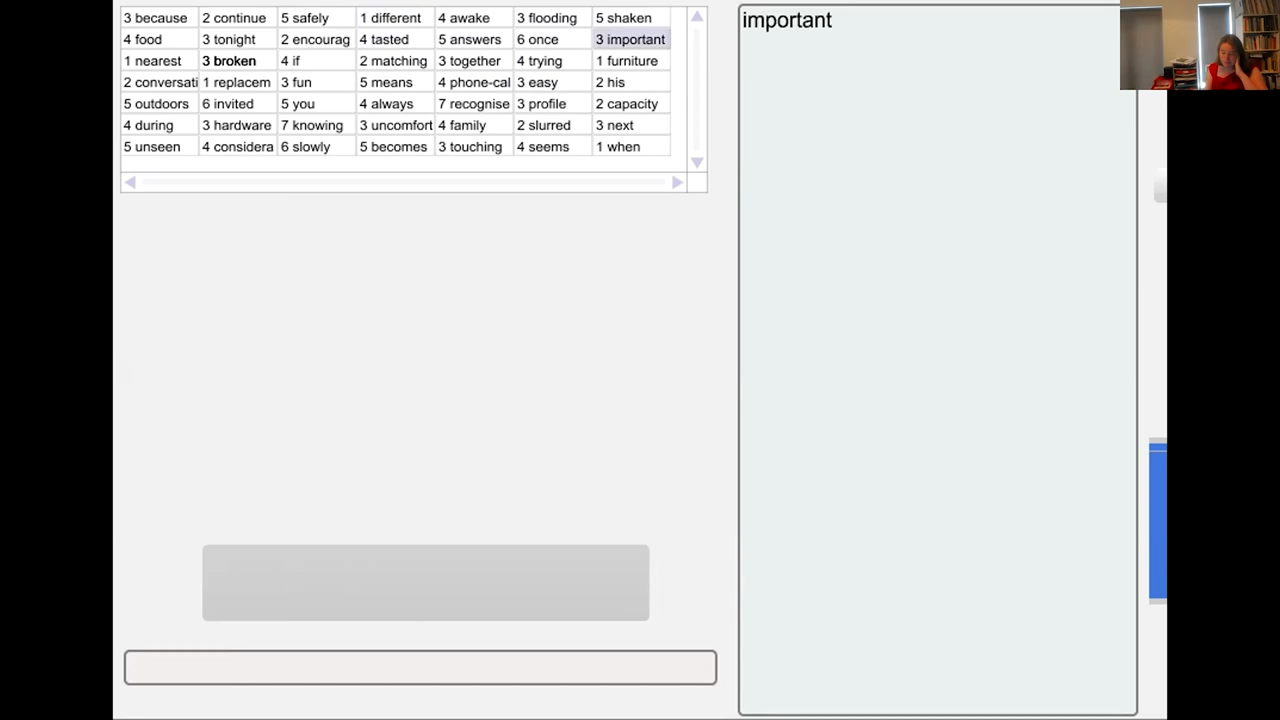 3 because 2 continue 5 safely 1 different 4 awake 3 flooding 5 shaken
4 food 3 tonight 2 encourag 4 tasted 5 answers 6 once 3 important
1 nearest 3 broken 4 if 2 matching 3 together 4 trying 1 furniture
2 conversati 1 replacem 3 fun 5 means 4 phone-cal 3 easy 2 his
5 outdoors 6 invited 5 you 4 always 7 recognise 3 profile 2 capacity
4 during 3 hardware 7 knowing 3 uncomfort 4 family 2 slurred 3 next
5 unseen 4 considera 6 slowly 5 becomes 3 touching 4 seems 1 when
important